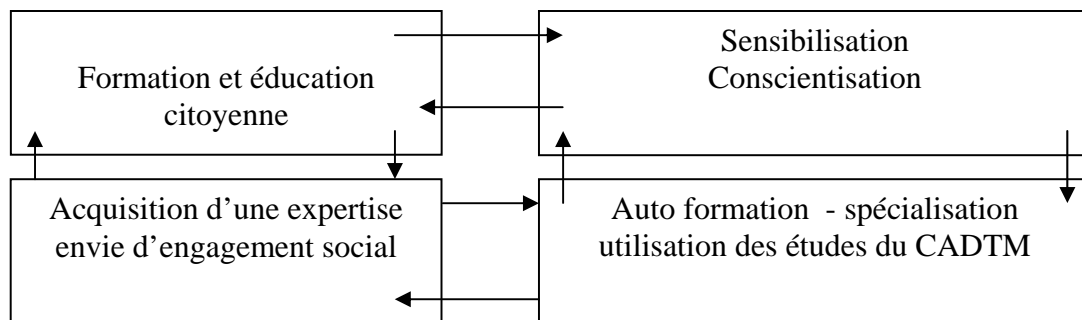 Formation et éducation
citoyenne
Sensibilisation
Conscientisation
Acquisition d'une expertise
envie d'engagement social
Auto formation - spécialisation
utilisation des études du CADTM